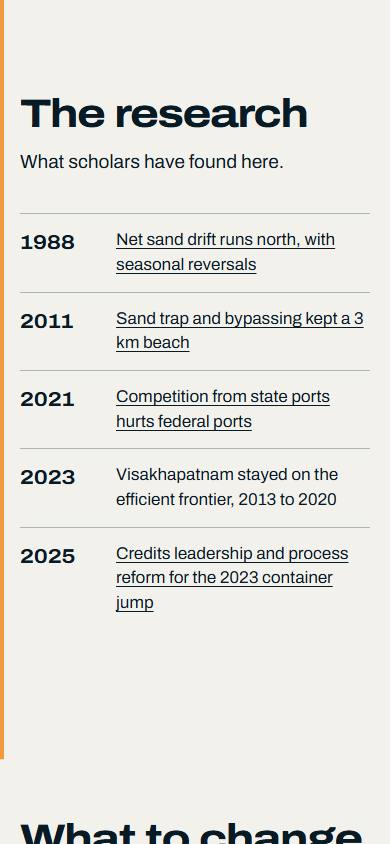 The research
What scholars have found here.
1988
Net sand drift runs north, with
seasonal reversals
2011
Sand trap and bypassing kept a 3
km beach
2021
Competition from state ports
hurts federal ports
2023
Visakhapatnam stayed on the
efficient frontier, 2013 to 2020
2025
Credits leadership and process
reform for the 2023 container
jump
What to change